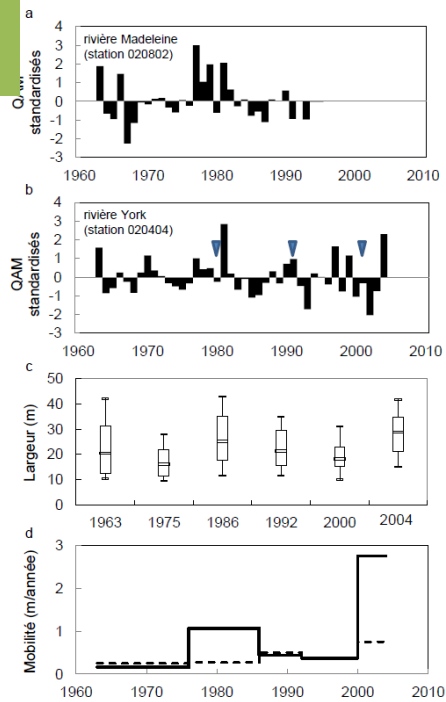 a
rivière Madeleine
(station 020802)
QAM
standardisés
4
3
2
1
0
-1
-2
-3
1960 1970 1980 1990 2000 2010
b
rivière York
(station 020404)
QAM
standardisés
4
3
2
1
0
-1
-2
-3
1960 1970 1980 1990 2000 2010
c
Largeur (m)
50
40
30
20
10
0
1963 1975 1986 1992 2000 2004
d
Mobilité (m/année)
3
2
1
0
1960 1970 1980 1990 2000 2010